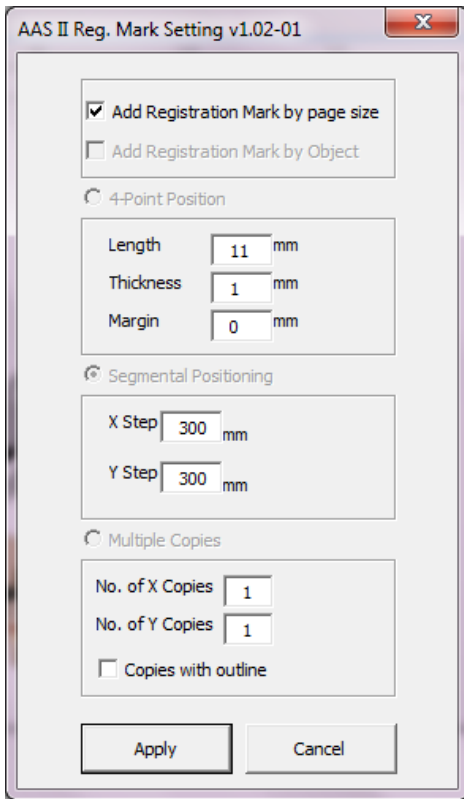 AAS II Reg. Mark Setting v1.02-01
Add Registration Mark by page size
Add Registration Mark by Object
4-Point Position
Length 11 mm
Thickness 1 mm
Margin 0 mm
Segmental Positioning
X Step 300 mm
Y Step 300 mm
Multiple Copies
No. of X Copies 1
No. of Y Copies 1
Copies with outline
Apply Cancel